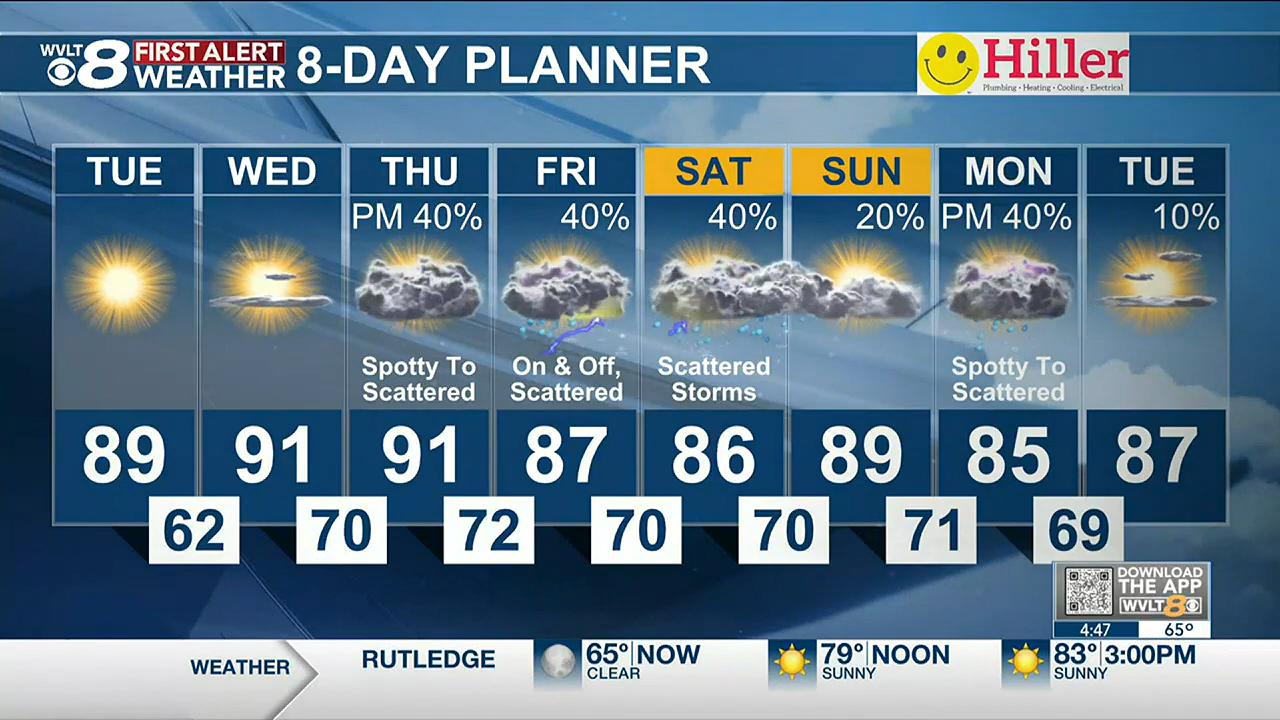 WVLT 8 FIRST ALERT WEATHER
8-DAY PLANNER
Hiller
Plumbing • Heating • Cooling • Electrical
TUE WED THU FRI SAT SUN MON TUE
PM 40% 40% 40% 20% PM 40% 10%
Spotty To On & Off, Scattered Spotty To
Scattered Scattered Storms Scattered
89 91 91 87 86 89 85 87
62 70 72 70 70 71 69
DOWNLOAD
THE APP
WVLT 8
4:47 65°
WEATHER RUTLEDGE 65° NOW 79° NOON 83° 3:00PM
CLEAR SUNNY SUNNY